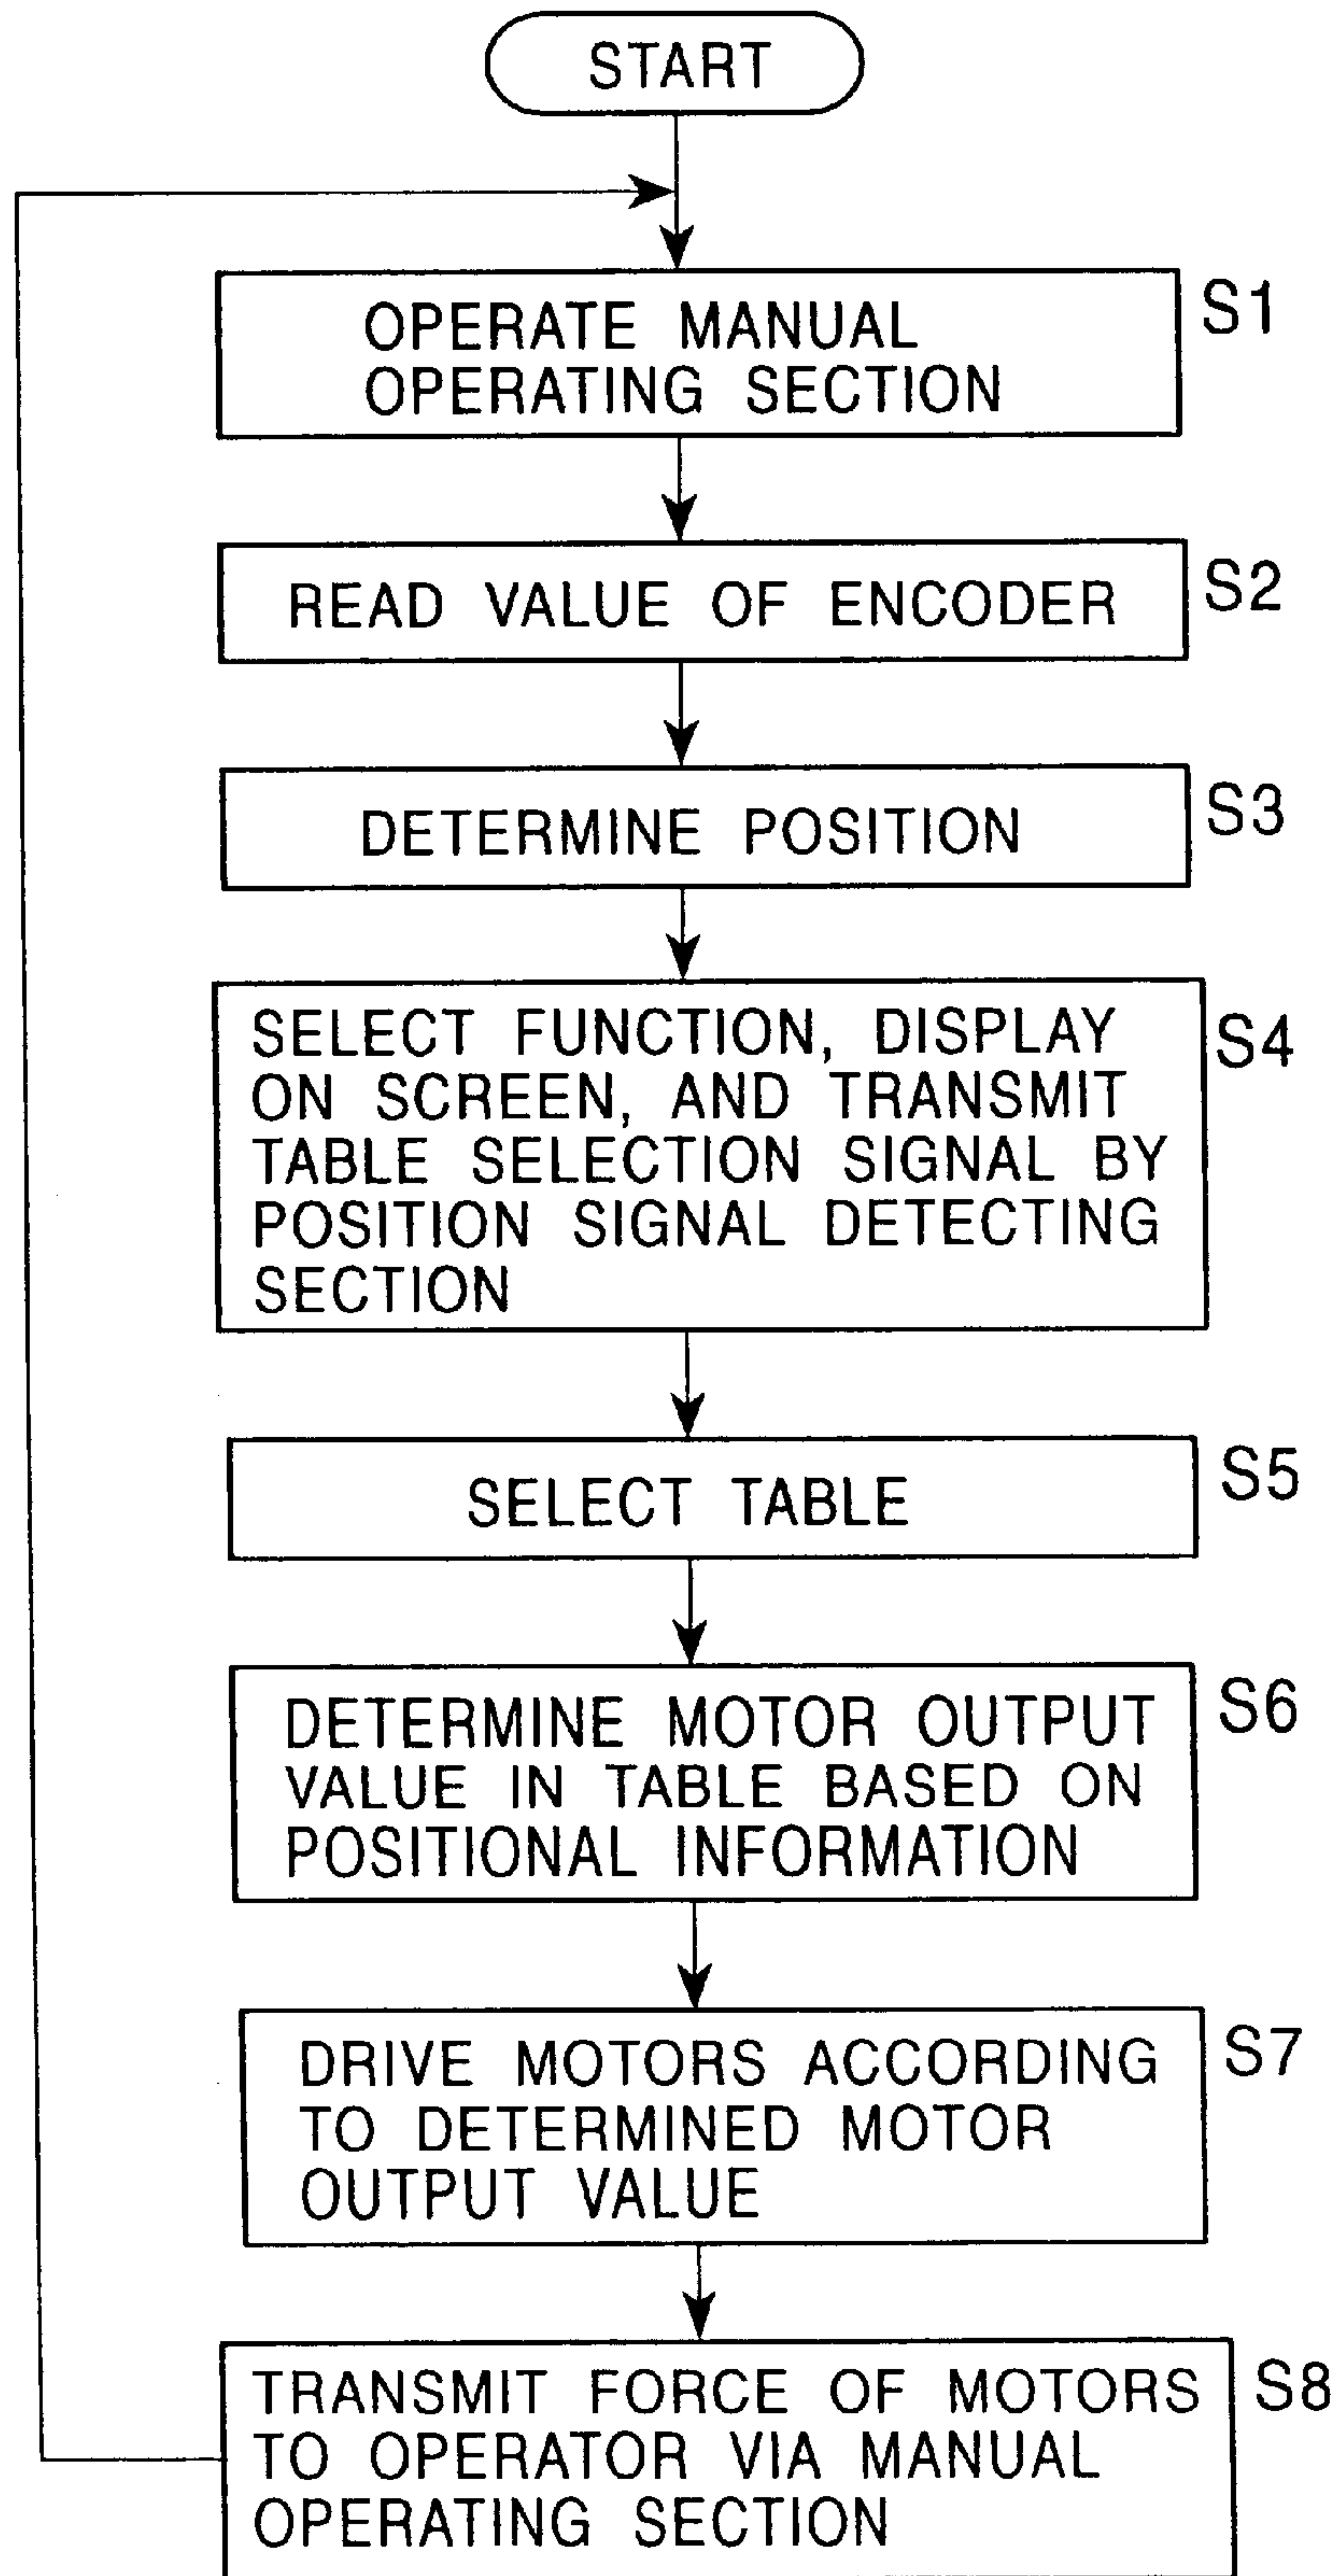 START
OPERATE MANUAL
OPERATING SECTION
S1
READ VALUE OF ENCODER
S2
DETERMINE POSITION
S3
SELECT FUNCTION, DISPLAY
ON SCREEN, AND TRANSMIT
TABLE SELECTION SIGNAL BY
POSITION SIGNAL DETECTING
SECTION
S4
SELECT TABLE
S5
DETERMINE MOTOR OUTPUT
VALUE IN TABLE BASED ON
POSITIONAL INFORMATION
S6
DRIVE MOTORS ACCORDING
TO DETERMINED MOTOR
OUTPUT VALUE
S7
TRANSMIT FORCE OF MOTORS
TO OPERATOR VIA MANUAL
OPERATING SECTION
S8